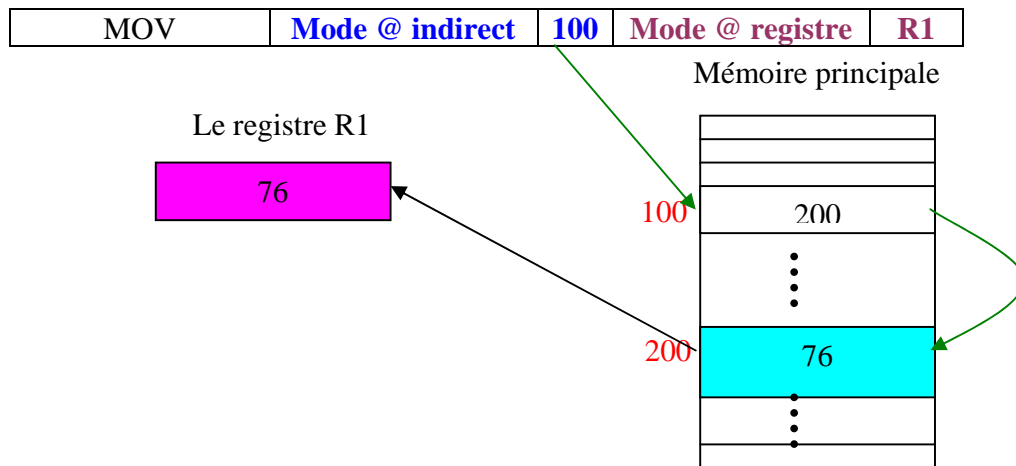 MOV Mode @ indirect 100 Mode @ registre R1
Mémoire principale
Le registre R1
76
100
200
200
76